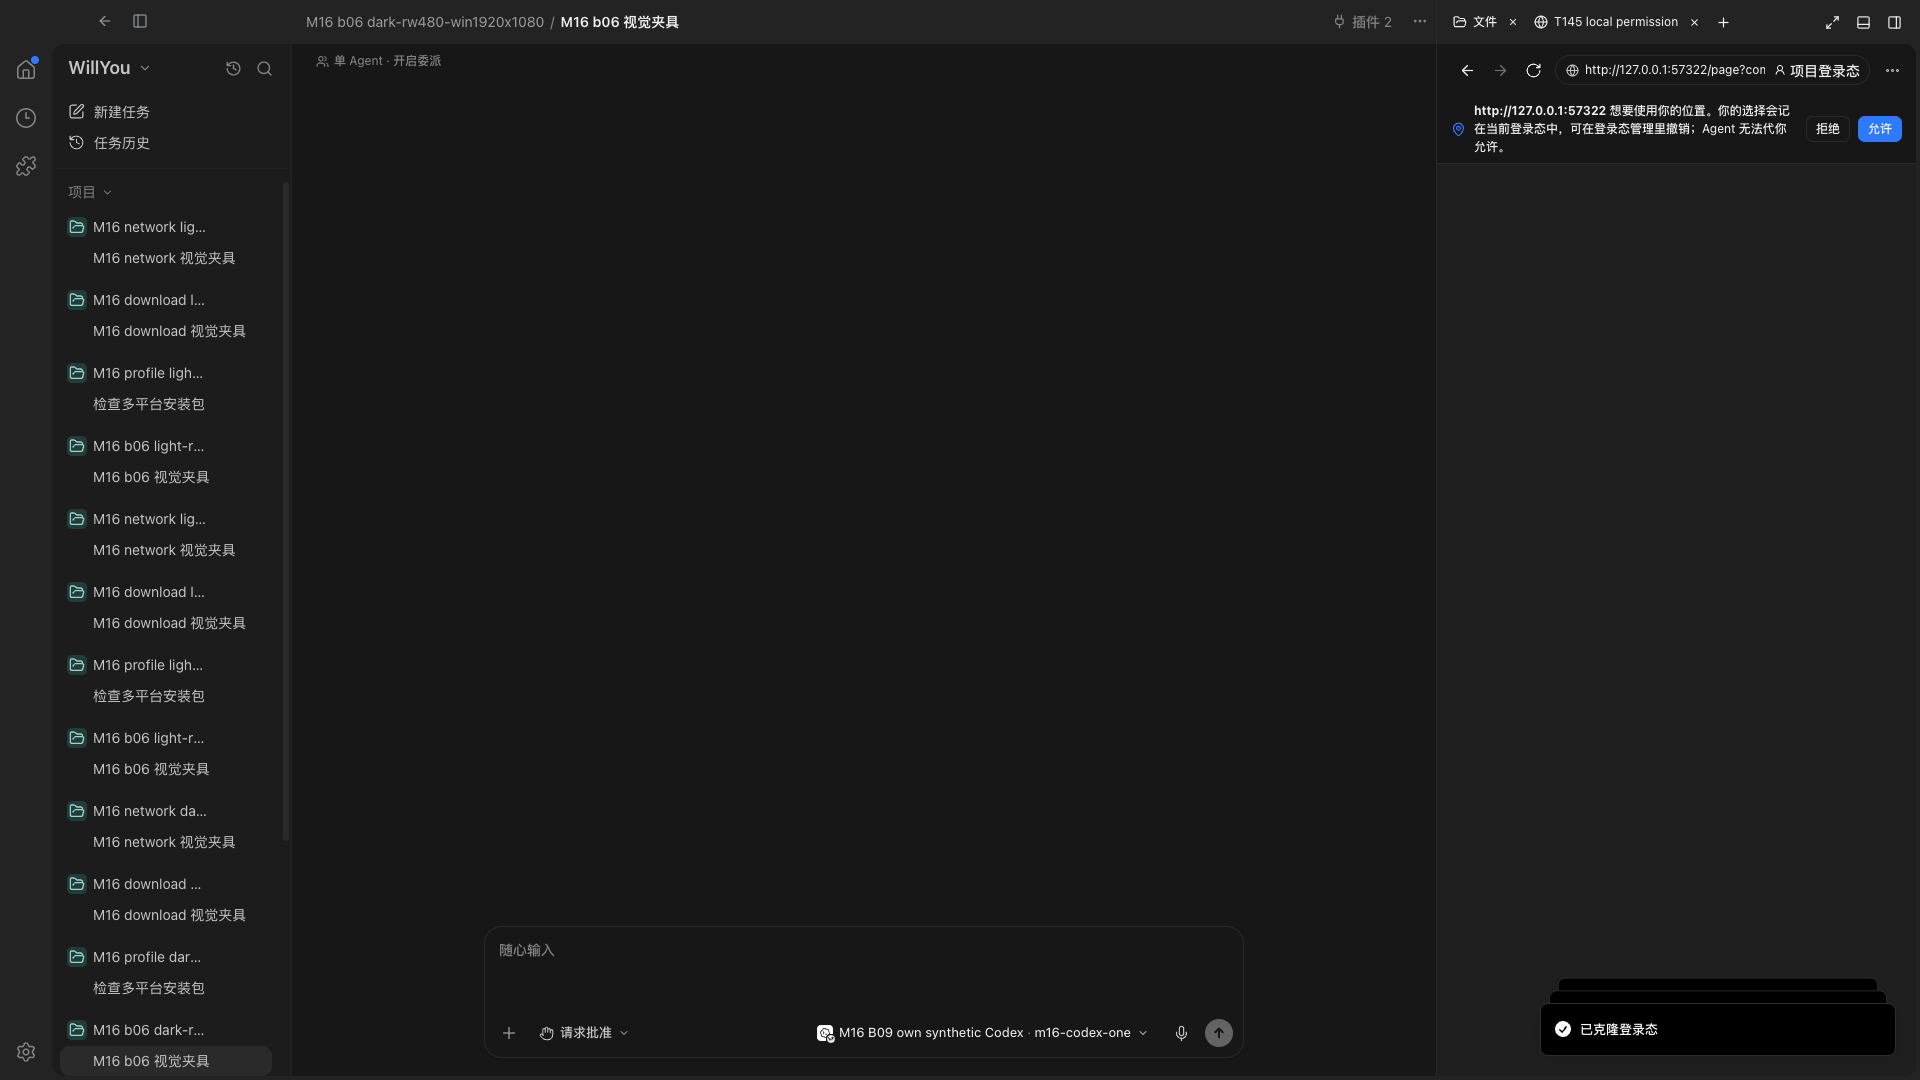 M16 b06 dark-rw480-win1920x1080 / M16 b06 视觉夹具
插件 2
文件
T145 local permission
WillYou
新建任务
任务历史
项目
M16 network lig...
M16 network 视觉夹具
M16 download l...
M16 download 视觉夹具
M16 profile ligh...
检查多平台安装包
M16 b06 light-r...
M16 b06 视觉夹具
M16 network lig...
M16 network 视觉夹具
M16 download l...
M16 download 视觉夹具
M16 profile ligh...
检查多平台安装包
M16 b06 light-r...
M16 b06 视觉夹具
M16 network da...
M16 network 视觉夹具
M16 download ...
M16 download 视觉夹具
M16 profile dar...
检查多平台安装包
M16 b06 dark-r...
M16 b06 视觉夹具
单 Agent · 开启委派
随心输入
请求批准
M16 B09 own synthetic Codex · m16-codex-one
http://127.0.0.1:57322/page?con
项目登录态
http://127.0.0.1:57322 想要使用你的位置。你的选择会记
在当前登录态中，可在登录态管理里撤销；Agent 无法代你
允许。
拒绝
允许
已克隆登录态